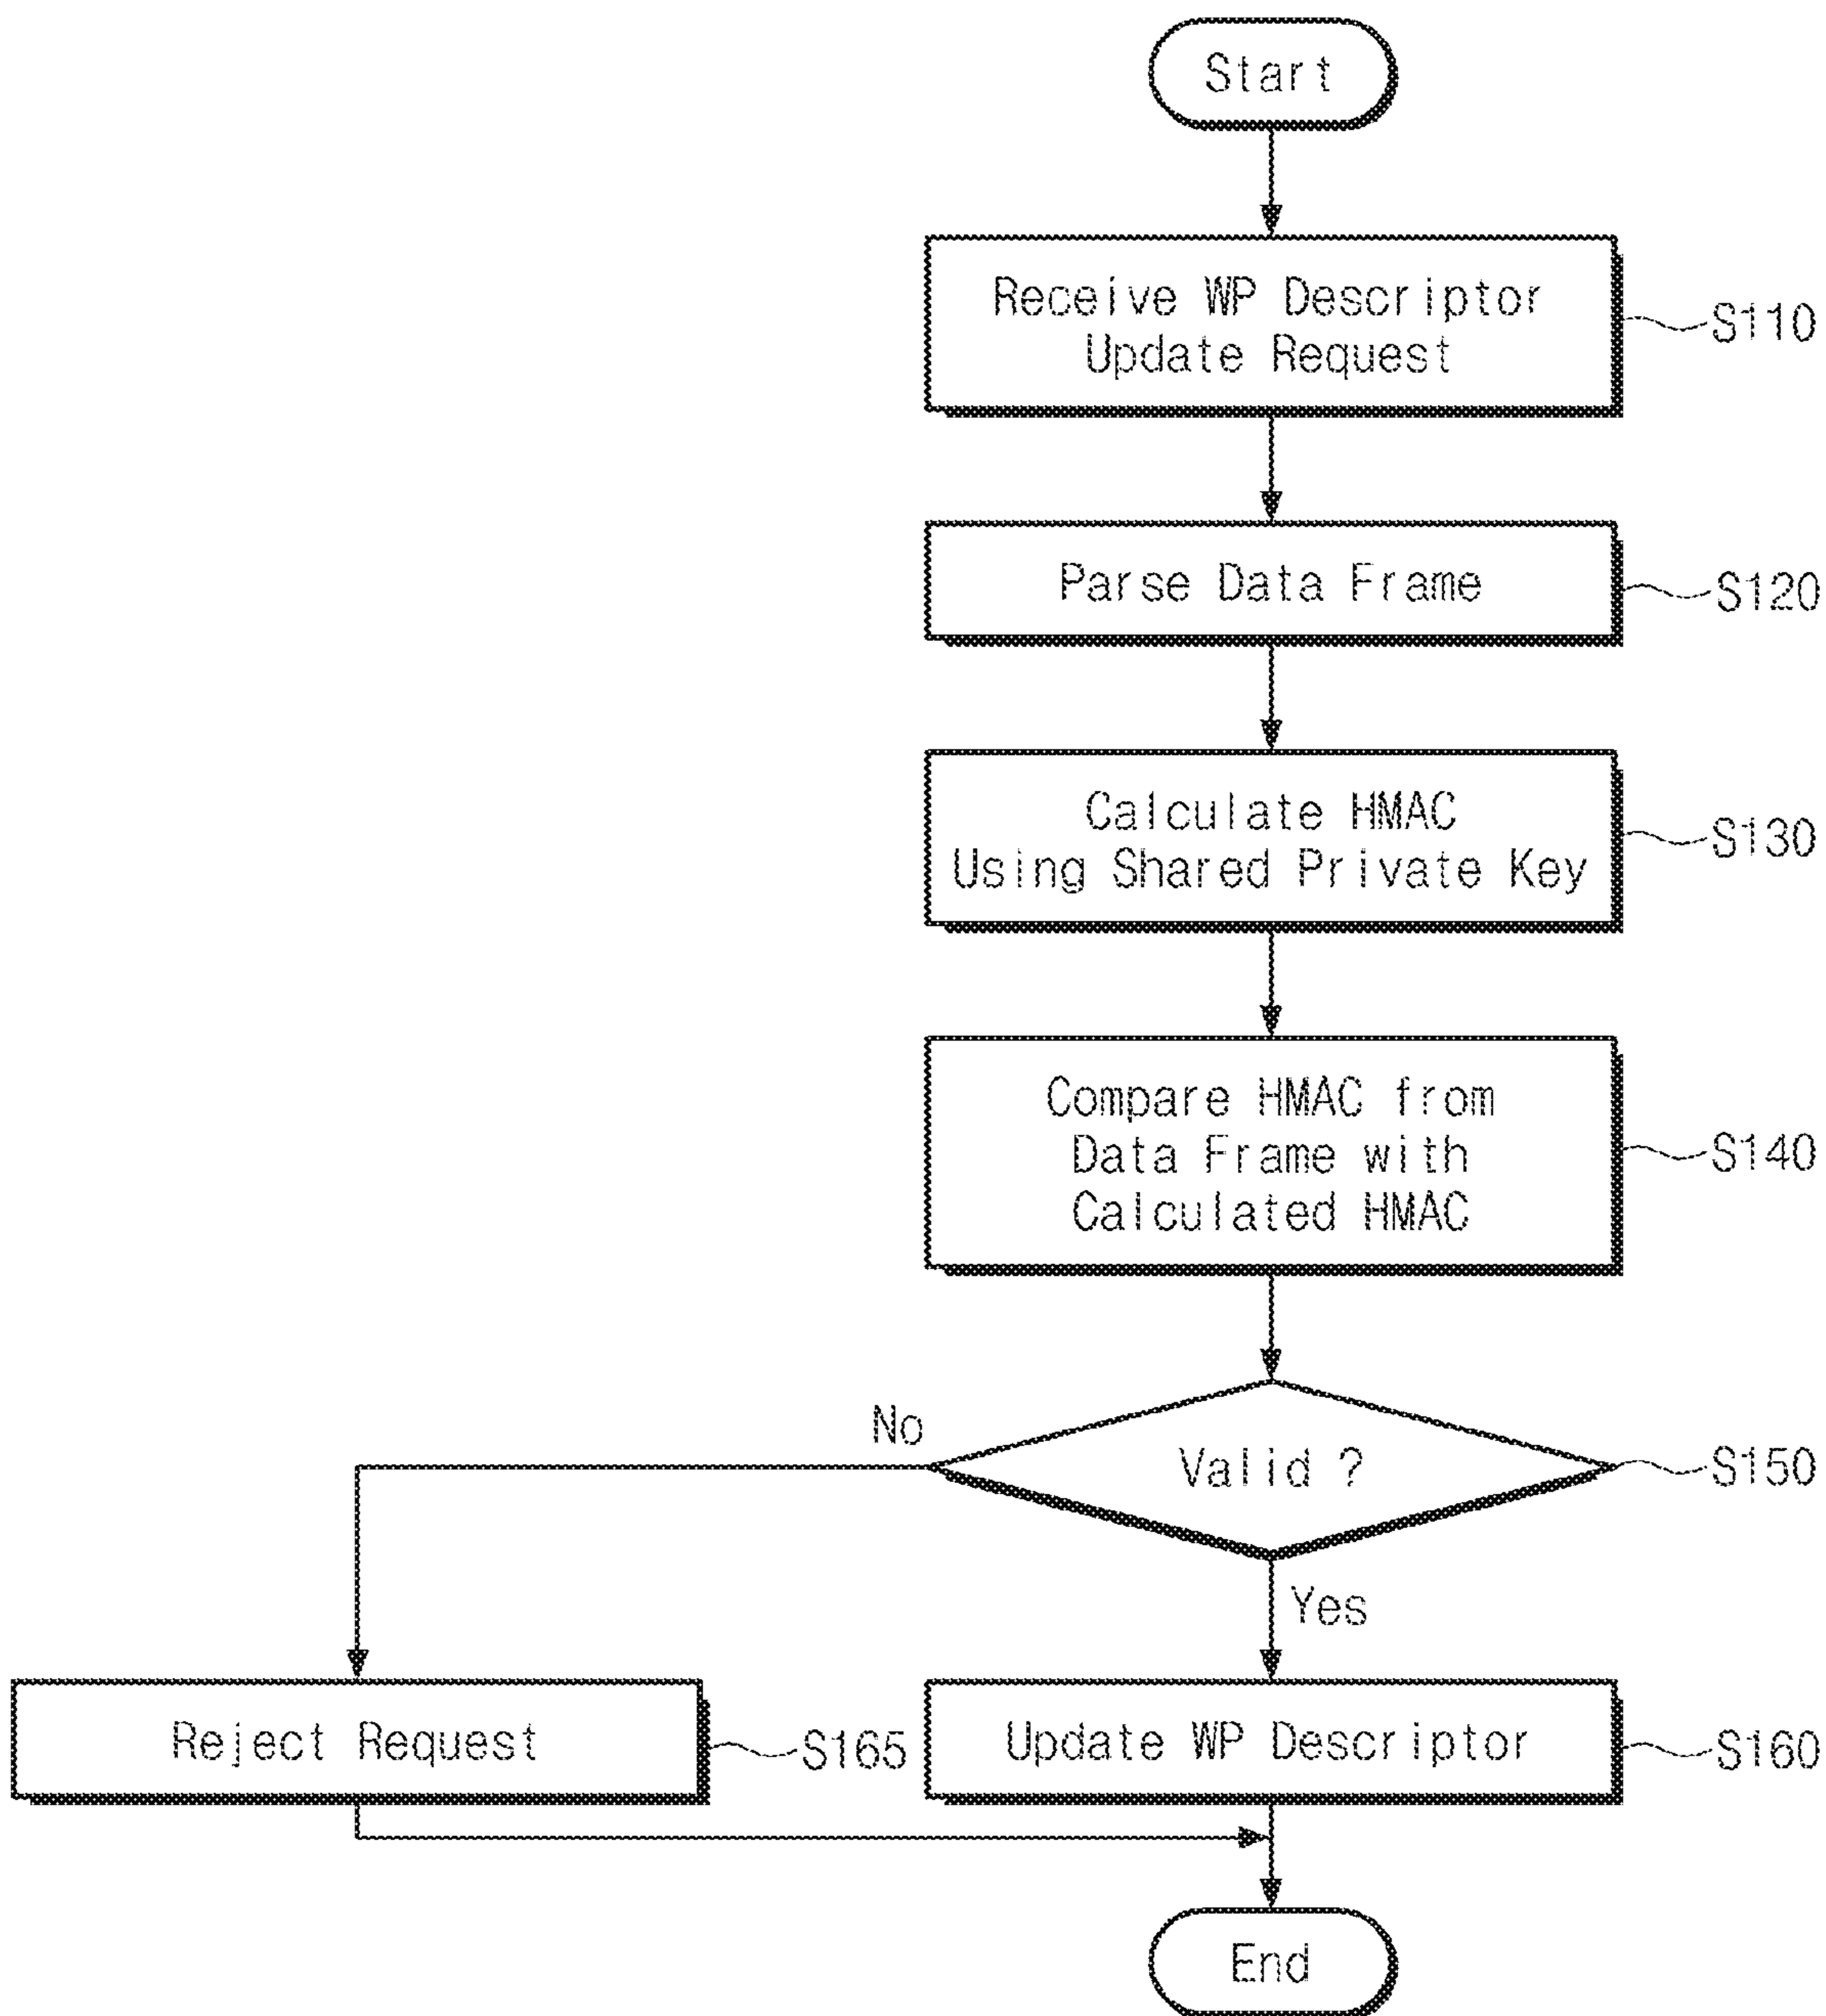 Start
Receive WP Descriptor
Update Request
S110
Parse Data Frame
S120
Calculate HMAC
Using Shared Private Key
S130
Compare HMAC from
Data Frame with
Calculated HMAC
S140
No
Valid ?
S150
Yes
Reject Request
S165
Update WP Descriptor
S160
End